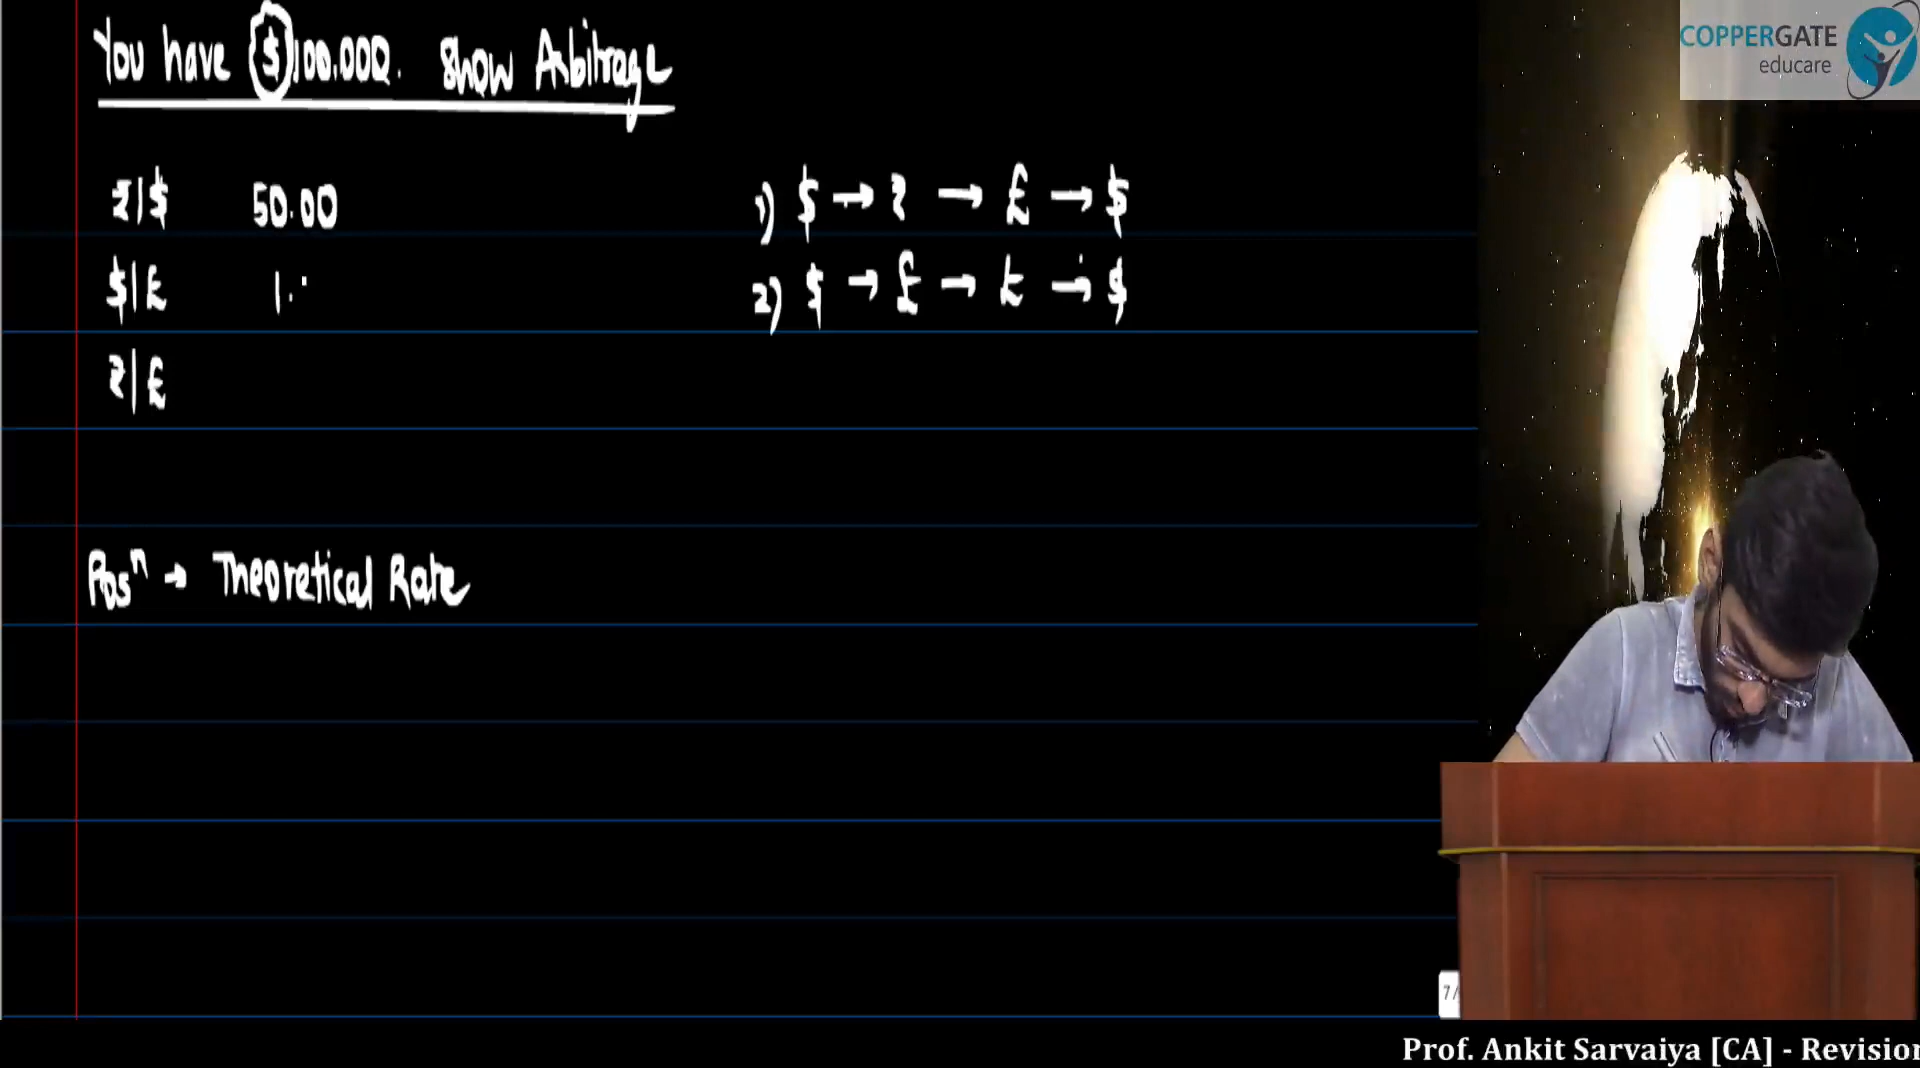 You have $100,000. Show Arbitrage
COPPERGATE
educare
₹|$ 50.00
1) $ → ₹ → £ → $
$|£ 1.
2) $ → £ → ₹ → $
₹|£
Posⁿ → Theoretical Rate
7/
Prof. Ankit Sarvaiya [CA] - Revision